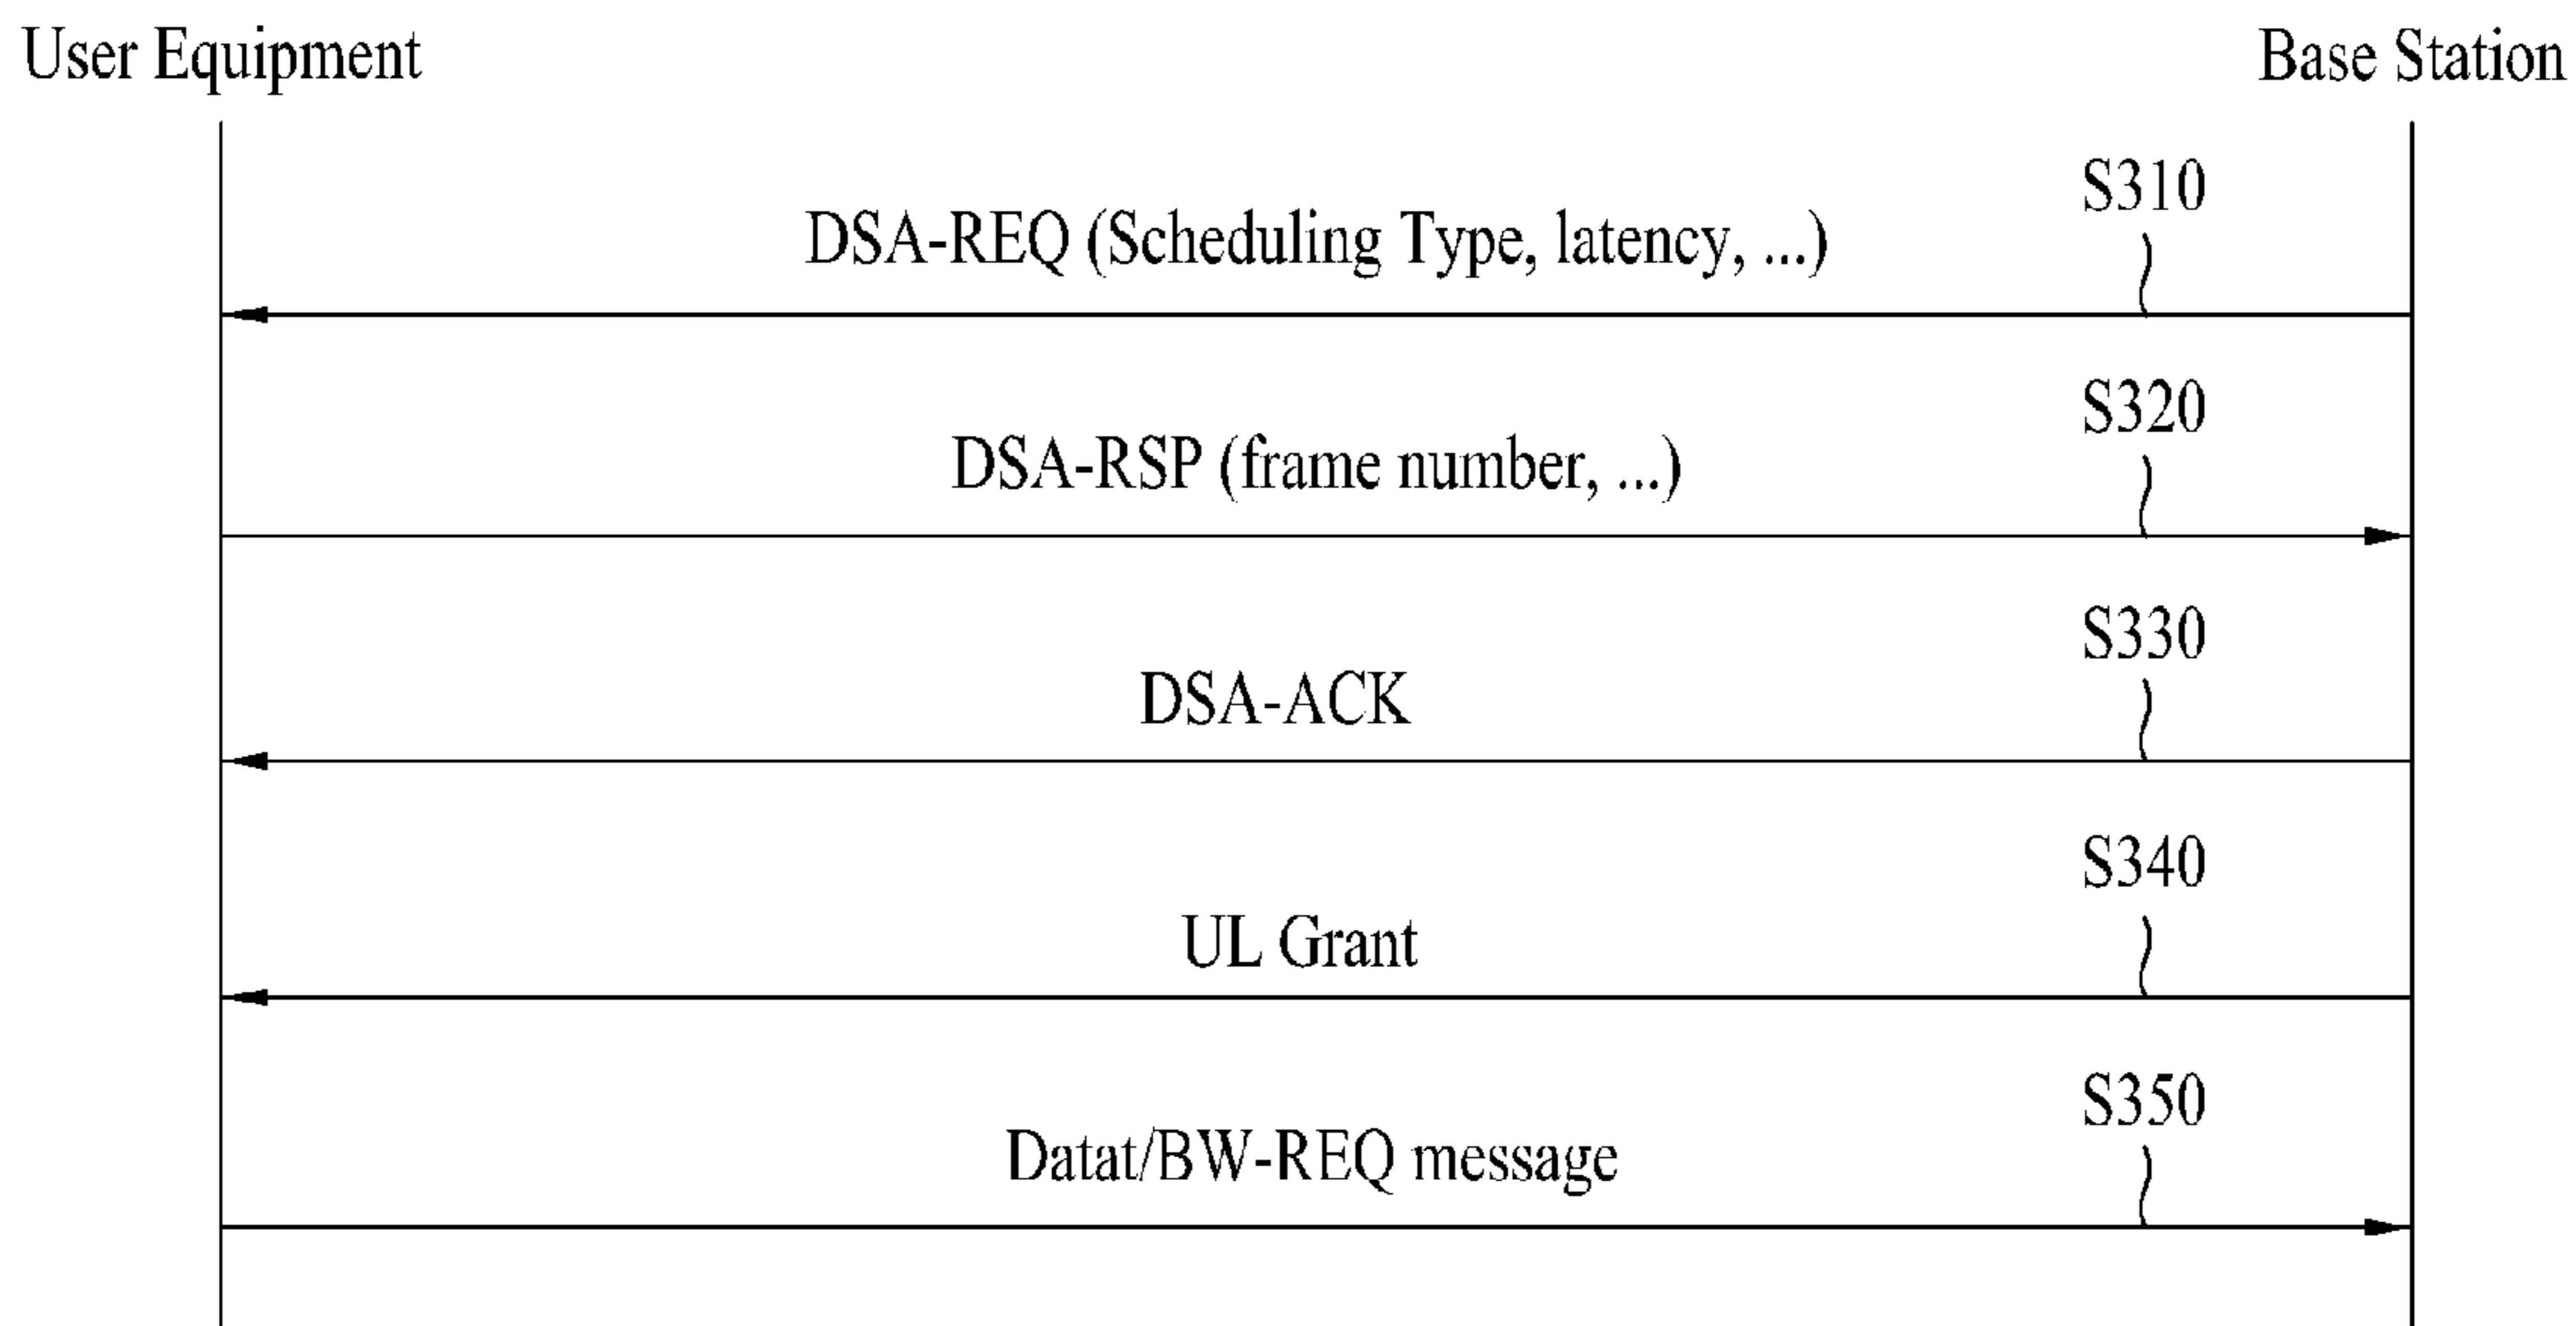 User Equipment
Base Station
S310
DSA-REQ (Scheduling Type, latency, ...)
S320
DSA-RSP (frame number, ...)
S330
DSA-ACK
S340
UL Grant
S350
Datat/BW-REQ message